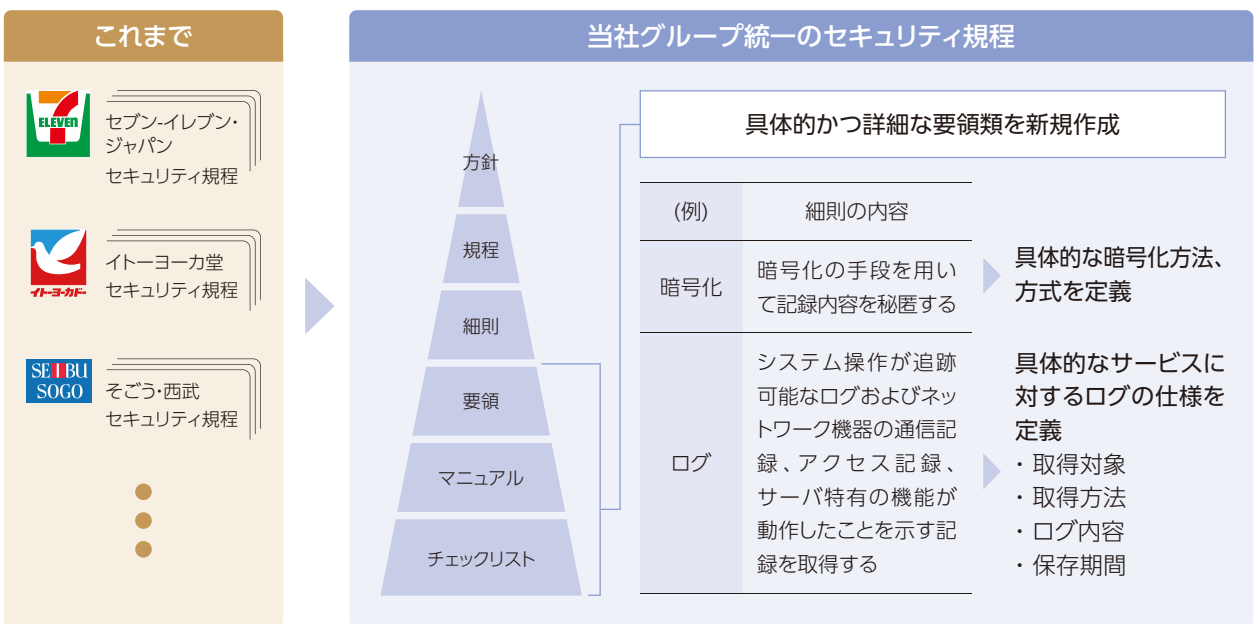 これまで
ELEVEN
セブン-イレブン・
ジャパン
セキュリティ規程
イトーヨーカドー
イトーヨーカ堂
セキュリティ規程
SEIBU
SOGO
そごう・西武
セキュリティ規程
当社グループ統一のセキュリティ規程
方針
規程
細則
要領
マニュアル
チェックリスト
具体的かつ詳細な要領類を新規作成
(例)
細則の内容
暗号化
暗号化の手段を用い
て記録内容を秘匿する
具体的な暗号化方法、
方式を定義
ログ
システム操作が追跡
可能なログおよびネッ
トワーク機器の通信記
録、アクセス記録、
サーバ特有の機能が
動作したことを示す記
録を取得する
具体的なサービスに
対するログの仕様を
定義
・取得対象
・取得方法
・ログ内容
・保存期間